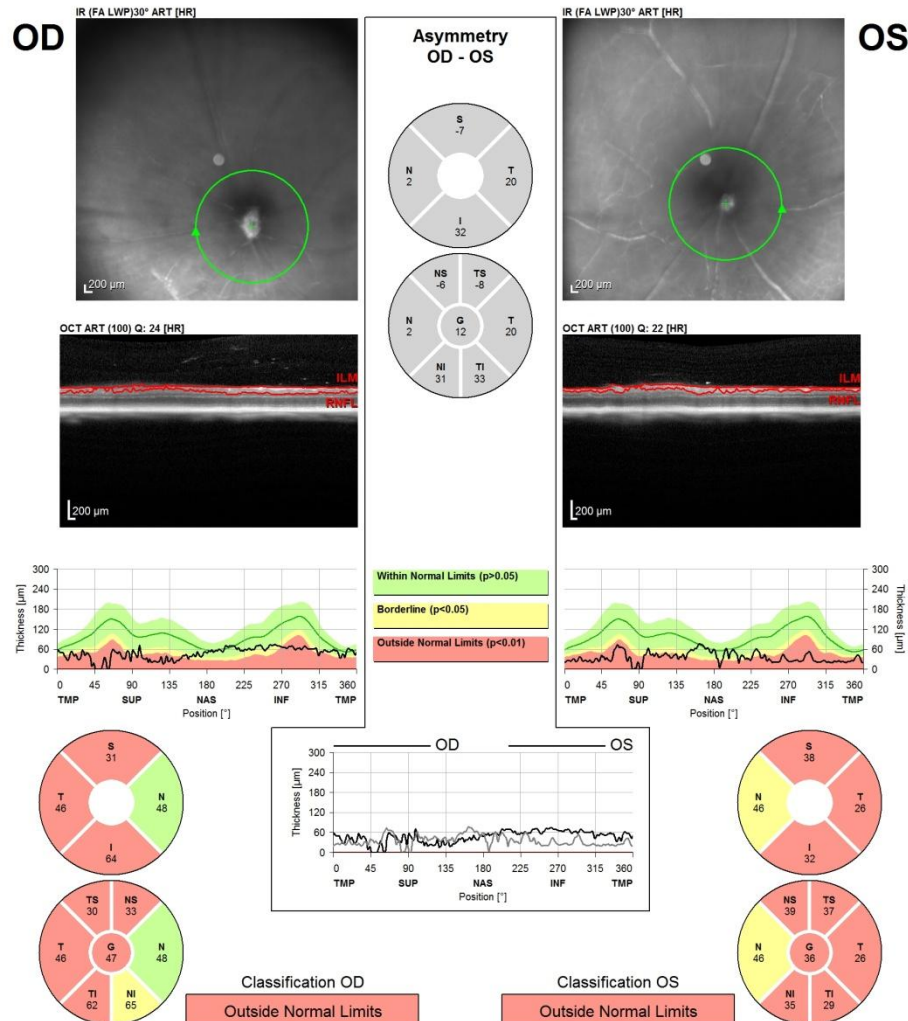 IR (FA LWP)30° ART [HR]
OD
200 µm
OCT ART (100) Q: 24 [HR]
ILM
RNFL
200 µm
Asymmetry
OD - OS
S
-7
N
2
T
20
I
32
NS
-6
TS
-8
N
2
G
12
T
20
NI
31
TI
33
IR (FA LWP)30° ART [HR]
OS
200 µm
OCT ART (100) Q: 22 [HR]
ILM
RNFL
200 µm
Thickness [µm]
300
240
180
120
60
0
0 45 90 135 180 225 270 315 360
TMP SUP NAS INF TMP
Position [°]
Within Normal Limits (p>0.05)
Borderline (p<0.05)
Outside Normal Limits (p<0.01)
300
240
180
120
60
0
Thickness [µm]
0 45 90 135 180 225 270 315 360
TMP SUP NAS INF TMP
Position [°]
S
31
T
46
N
48
I
64
TS
30
NS
33
T
46
G
47
N
48
TI
62
NI
65
OD OS
Thickness [µm]
300
240
180
120
60
0
0 45 90 135 180 225 270 315 360
TMP SUP NAS INF TMP
Position [°]
S
38
N
46
T
26
I
32
NS
39
TS
37
N
46
G
36
T
26
NI
35
TI
29
Classification OD
Outside Normal Limits
Classification OS
Outside Normal Limits